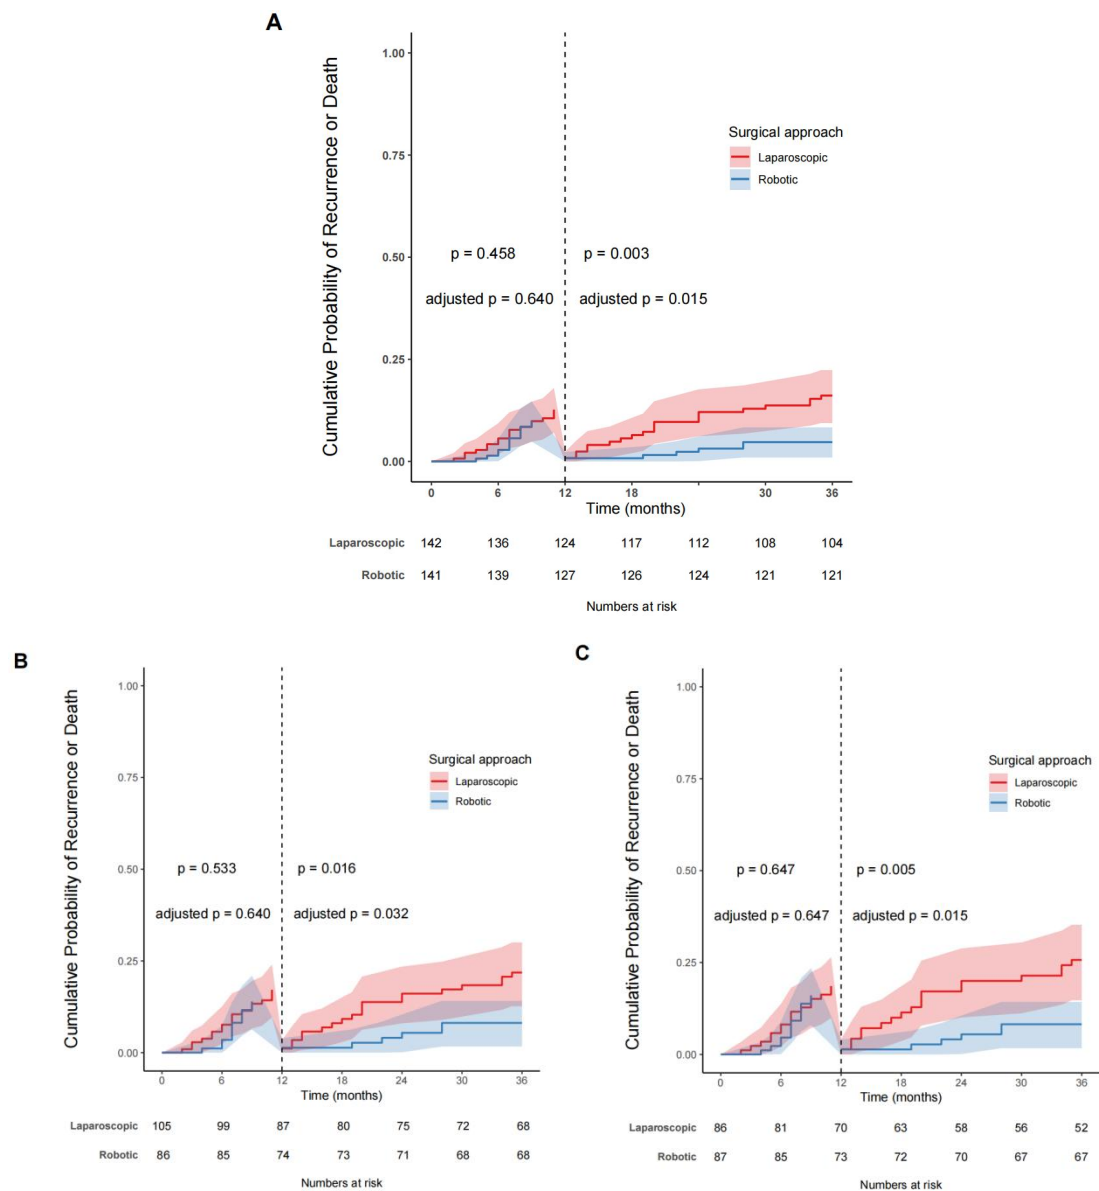 A
Cumulative Probability of Recurrence or Death
1.00
0.75
0.50
0.25
0.00
Surgical approach
Laparoscopic
Robotic
p = 0.458
p = 0.003
adjusted p = 0.640
adjusted p = 0.015
0 6 12 18 30 36
Time (months)
Laparoscopic 142 136 124 117 112 108 104
Robotic 141 139 127 126 124 121 121
Numbers at risk
B
Cumulative Probability of Recurrence or Death
1.00
0.75
0.50
0.25
0.00
Surgical approach
Laparoscopic
Robotic
p = 0.533
p = 0.016
adjusted p = 0.640
adjusted p = 0.032
0 6 12 18 24 30 36
Time (months)
Laparoscopic 105 99 87 80 75 72 68
Robotic 86 85 74 73 71 68 68
Numbers at risk
C
Cumulative Probability of Recurrence or Death
1.00
0.75
0.50
0.25
0.00
Surgical approach
Laparoscopic
Robotic
p = 0.647
p = 0.005
adjusted p = 0.647
adjusted p = 0.015
0 6 12 18 24 30 36
Time (months)
Laparoscopic 86 81 70 63 58 56 52
Robotic 87 85 73 72 70 67 67
Numbers at risk